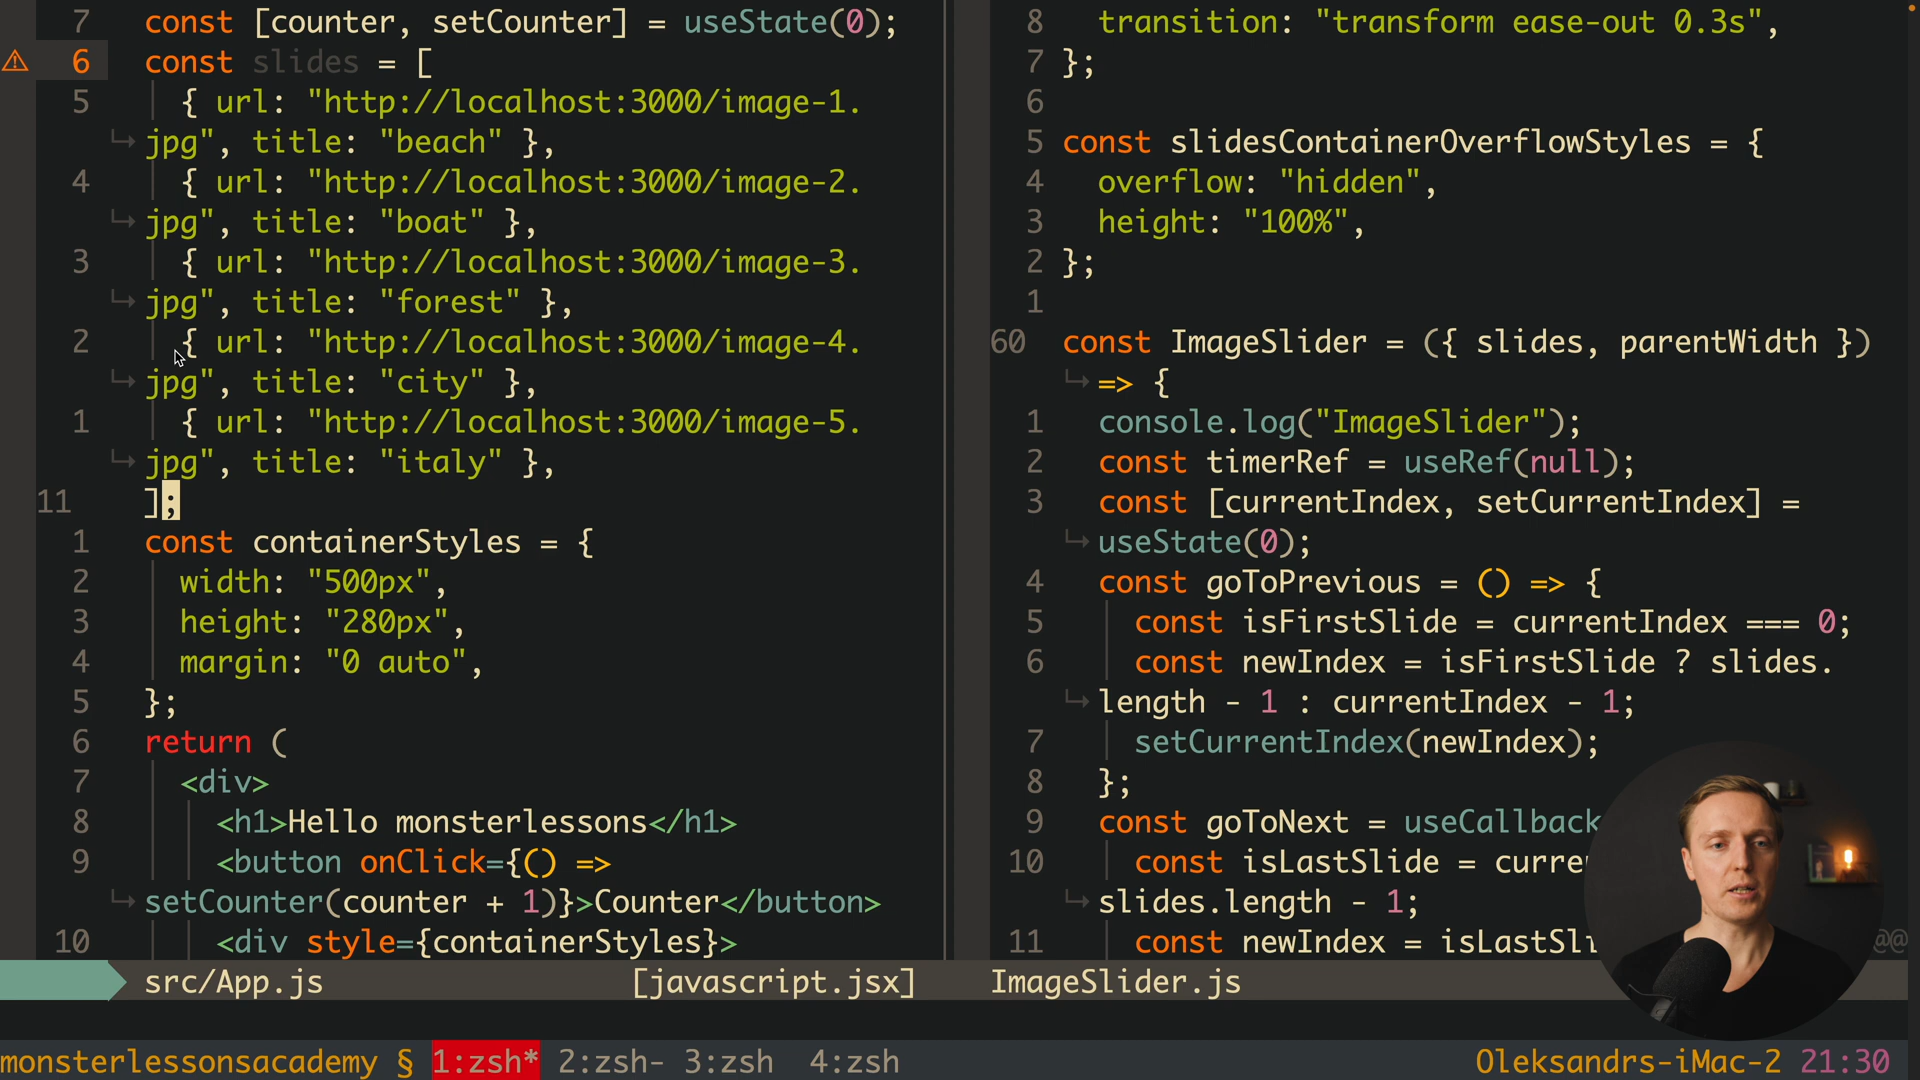 7 const [counter, setCounter] = useState(0);
6 const slides = [
5 { url: "http://localhost:3000/image-1.
jpg", title: "beach" },
4 { url: "http://localhost:3000/image-2.
jpg", title: "boat" },
3 { url: "http://localhost:3000/image-3.
jpg", title: "forest" },
2 { url: "http://localhost:3000/image-4.
jpg", title: "city" },
1 { url: "http://localhost:3000/image-5.
jpg", title: "italy" },
11 ];
1 const containerStyles = {
2 width: "500px",
3 height: "280px",
4 margin: "0 auto",
5 };
6 return (
7 <div>
8 <h1>Hello monsterlessons</h1>
9 <button onClick={() =>
setCounter(counter + 1)}>Counter</button>
10 <div style={containerStyles}>
src/App.js [javascript.jsx]
8 transition: "transform ease-out 0.3s",
7 };
6
5 const slidesContainerOverflowStyles = {
4 overflow: "hidden",
3 height: "100%",
2 };
1
60 const ImageSlider = ({ slides, parentWidth })
=> {
1 console.log("ImageSlider");
2 const timerRef = useRef(null);
3 const [currentIndex, setCurrentIndex] =
useState(0);
4 const goToPrevious = () => {
5 const isFirstSlide = currentIndex === 0;
6 const newIndex = isFirstSlide ? slides.
length - 1 : currentIndex - 1;
7 setCurrentIndex(newIndex);
8 };
9 const goToNext = useCallback
10 const isLastSlide = curre
slides.length - 1;
11 const newIndex = isLastSli
@@
ImageSlider.js
monsterlessonsacademy § 1:zsh* 2:zsh- 3:zsh 4:zsh Oleksandrs-iMac-2 21:30